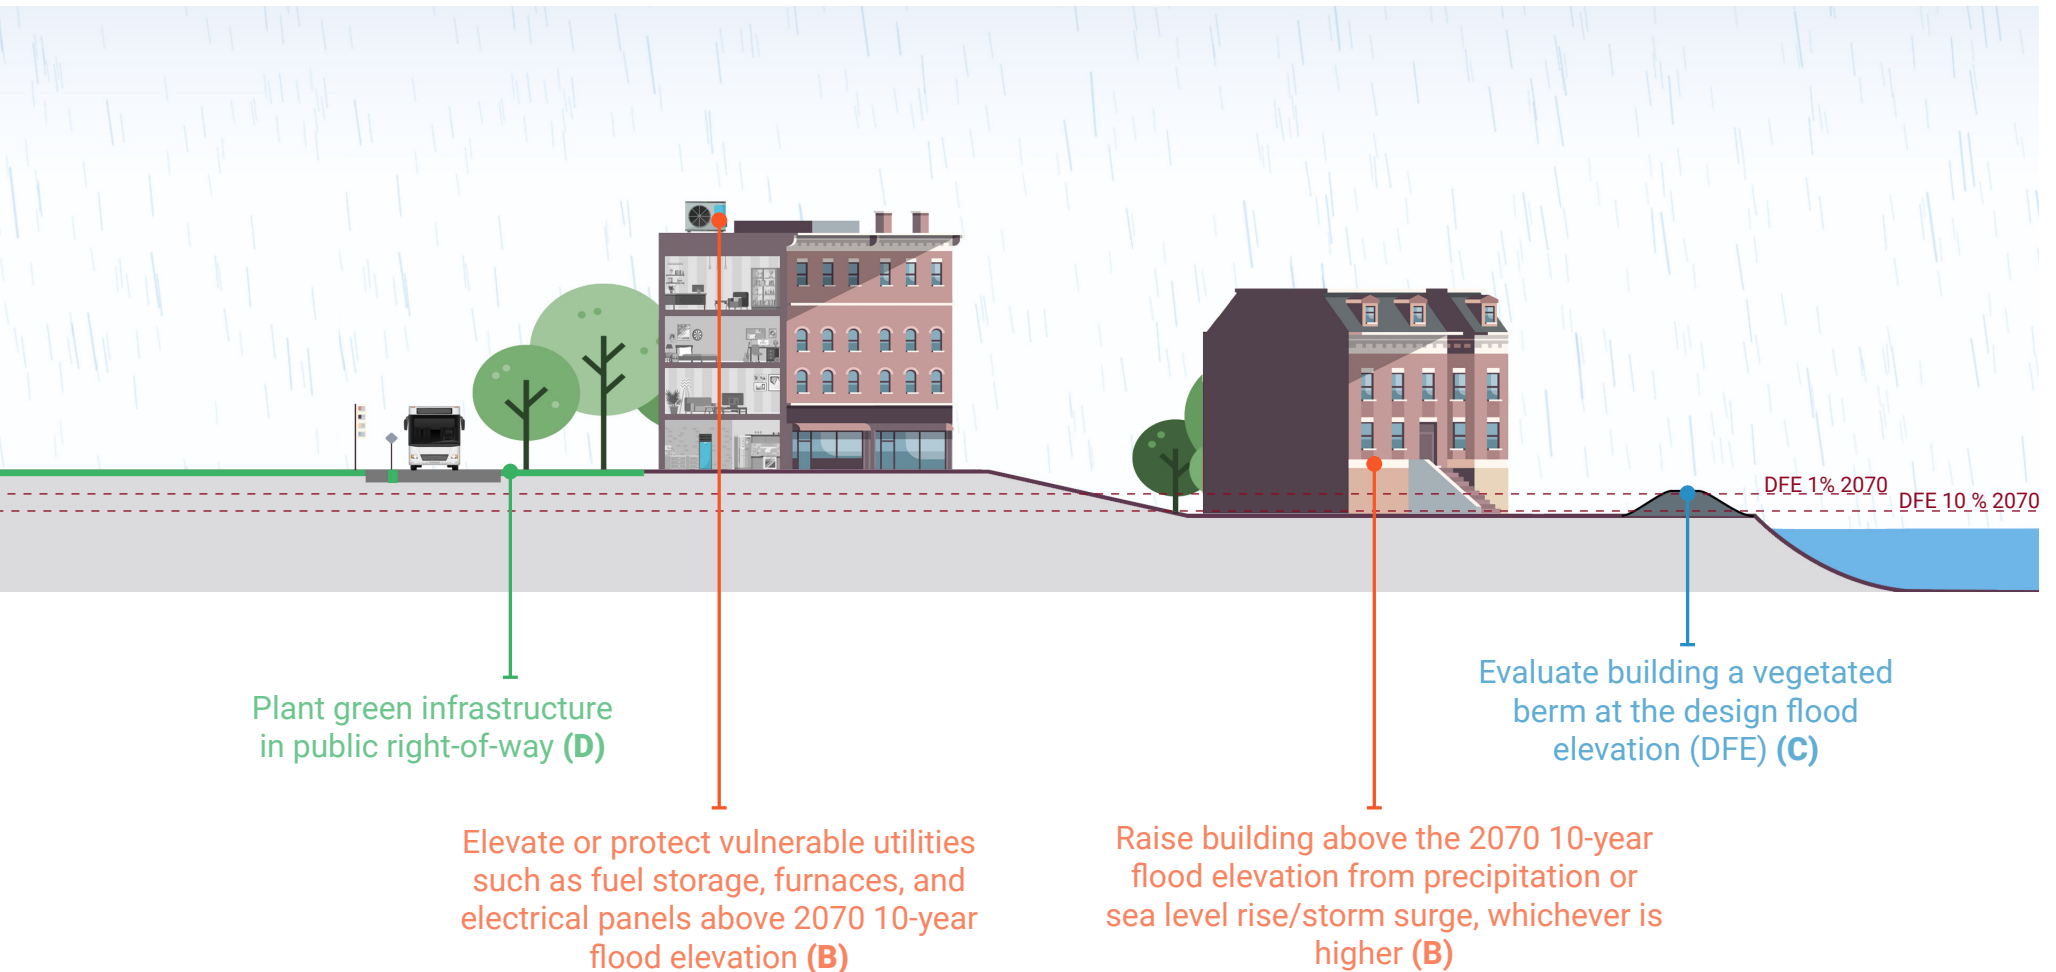 DFE 1% 2070
DFE 10 % 2070
Plant green infrastructure
in public right-of-way (D)
Elevate or protect vulnerable utilities
such as fuel storage, furnaces, and
electrical panels above 2070 10-year
flood elevation (B)
Raise building above the 2070 10-year
flood elevation from precipitation or
sea level rise/storm surge, whichever is
higher (B)
Evaluate building a vegetated
berm at the design flood
elevation (DFE) (C)